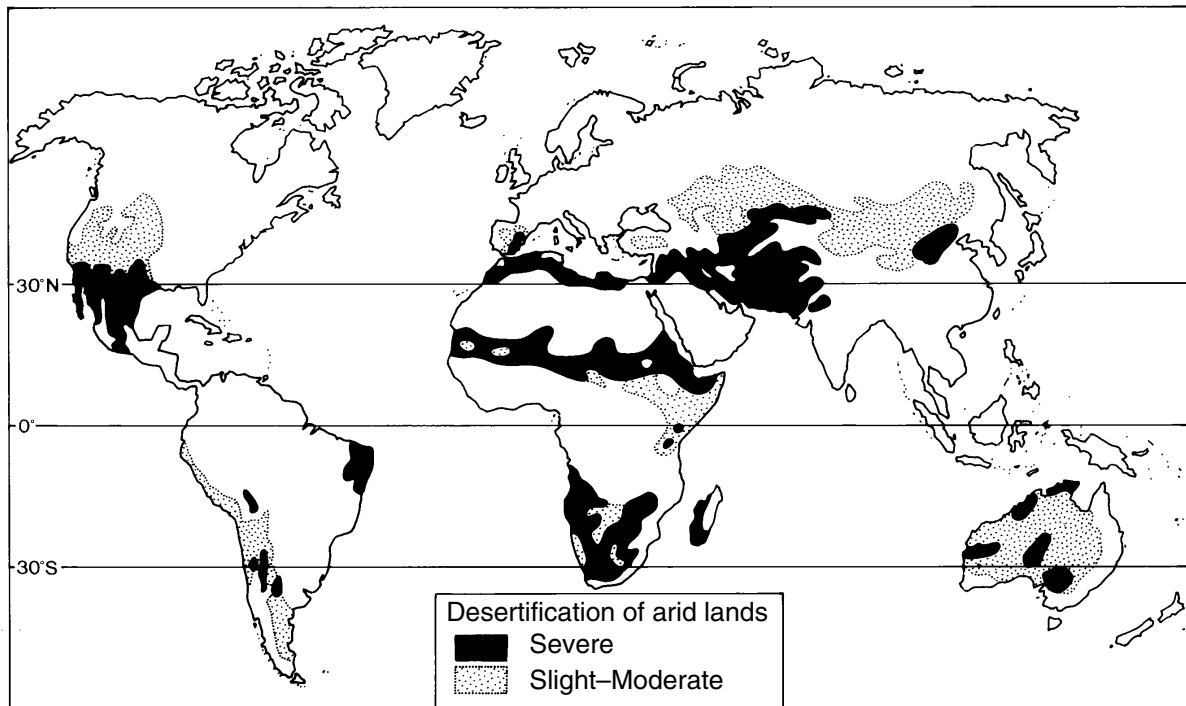 30°N
0°
30°S
Desertification of arid lands
Severe
Slight–Moderate